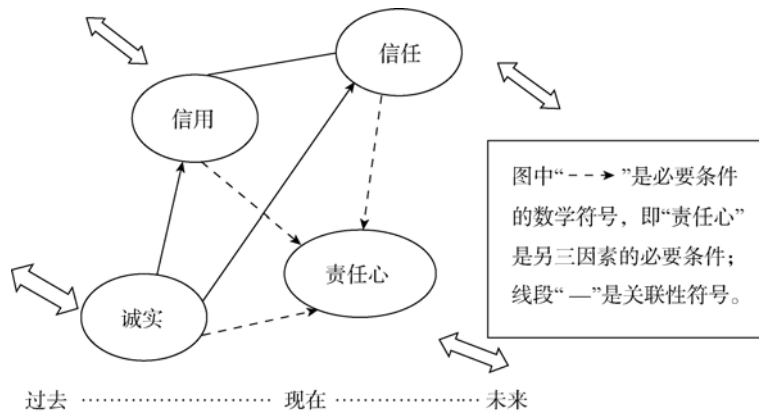 信任
信用
图中“- - →”是必要条件
的数学符号，即“责任心”
是另三因素的必要条件；
线段“—”是关联性符号。
责任心
诚实
过去 ………………………… 现在 ………………… 未来